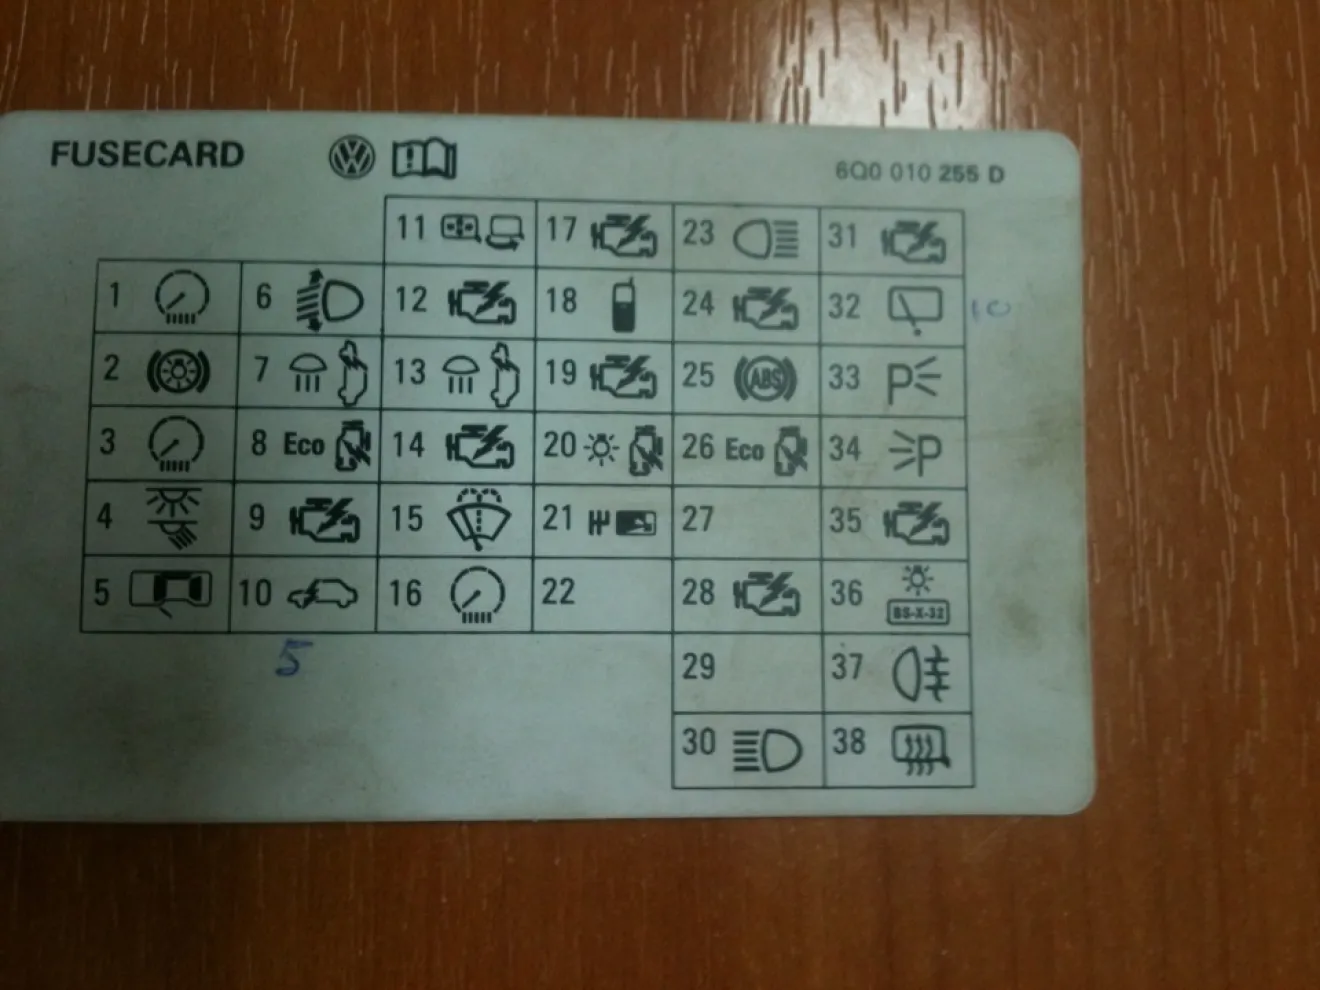 FUSECARD 6Q0 010 255 D
11 17 23 31
1 6 12 18 24 32 10
2 7 13 19 25 ABS 33 P
3 8 Eco 14 20 26 Eco 34 P
4 9 15 21 27 35
5 10 16 22 28 36 BS-X-32
5
29 37
30 38